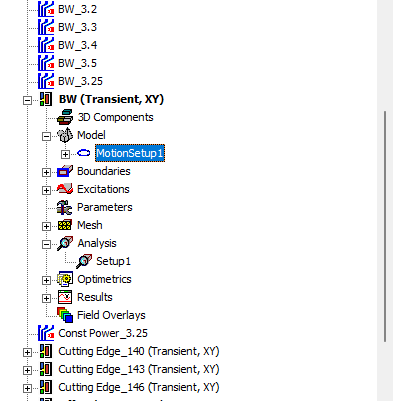 BW_3.2
BW_3.3
BW_3.4
BW_3.5
BW_3.25
BW (Transient, XY)
3D Components
Model
MotionSetup1
Boundaries
Excitations
Parameters
Mesh
Analysis
Setup1
Optimetrics
Results
Field Overlays
Const Power_3.25
Cutting Edge_140 (Transient, XY)
Cutting Edge_143 (Transient, XY)
Cutting Edge_146 (Transient, XY)